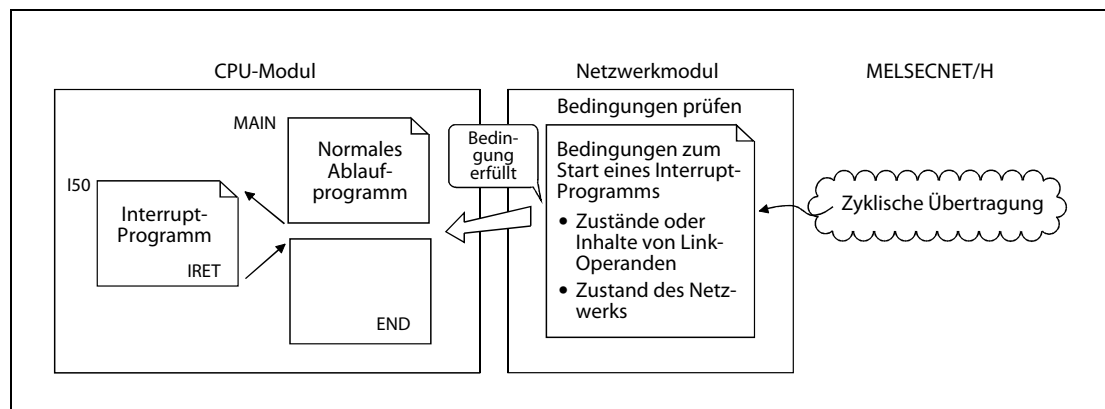 CPU-Modul
Netzwerkmodul
MELSECNET/H
MAIN
Normales
Ablauf-
programm
I50
Interrupt-
Programm
IRET
END
Bedin-
gung
erfüllt
Bedingungen prüfen
Bedingungen zum
Start eines Interrupt-
Programms
• Zustände oder
Inhalte von Link-
Operanden
• Zustand des Netz-
werks
Zyklische Übertragung